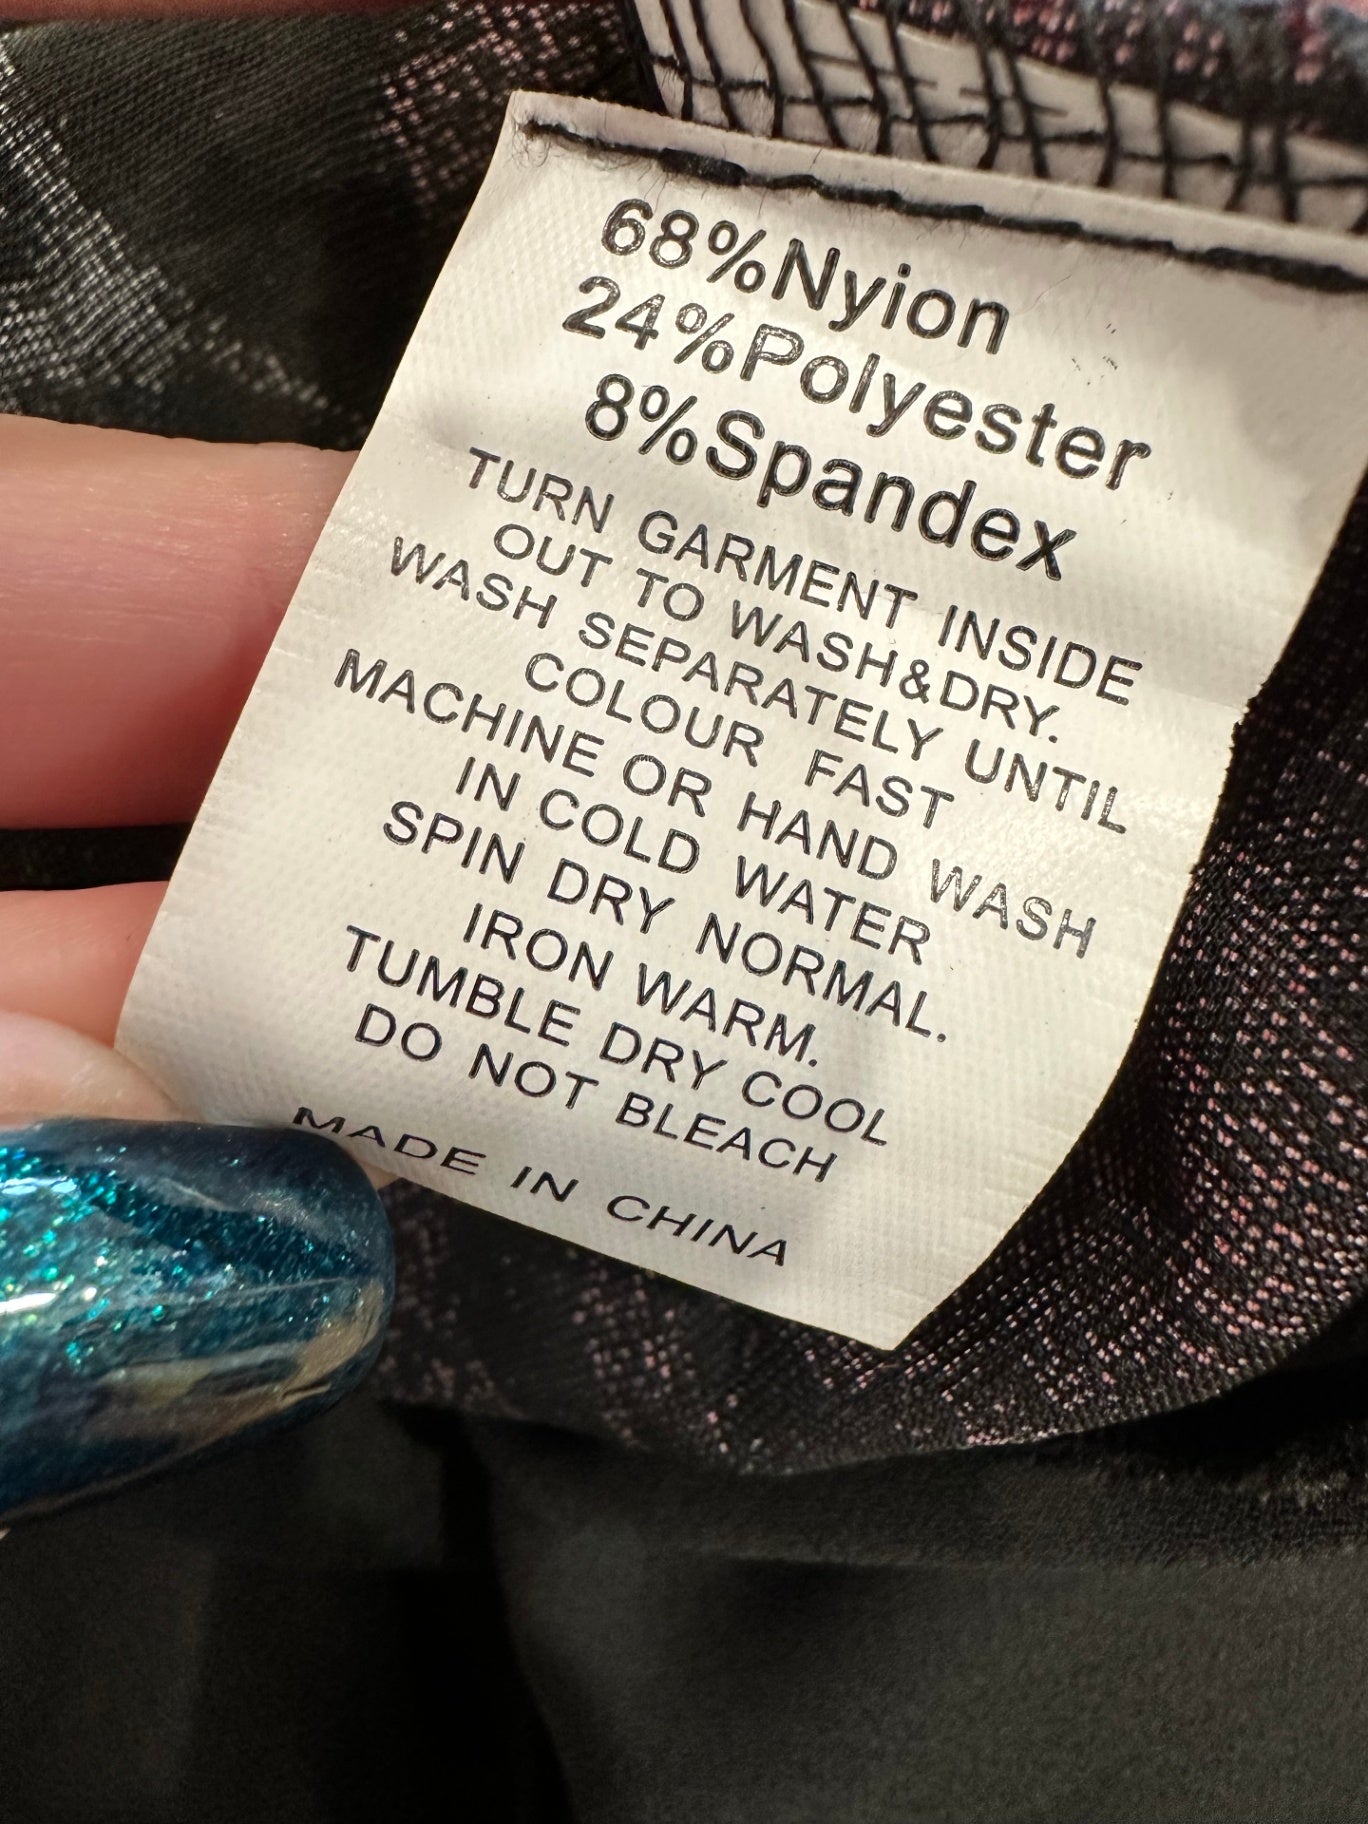 68%Nyion
24%Polyester
8%Spandex
TURN GARMENT INSIDE
OUT TO WASH&DRY.
WASH SEPARATELY UNTIL
COLOUR FAST
MACHINE OR HAND WASH
IN COLD WATER
SPIN DRY NORMAL.
IRON WARM.
TUMBLE DRY COOL
DO NOT BLEACH
MADE IN CHINA